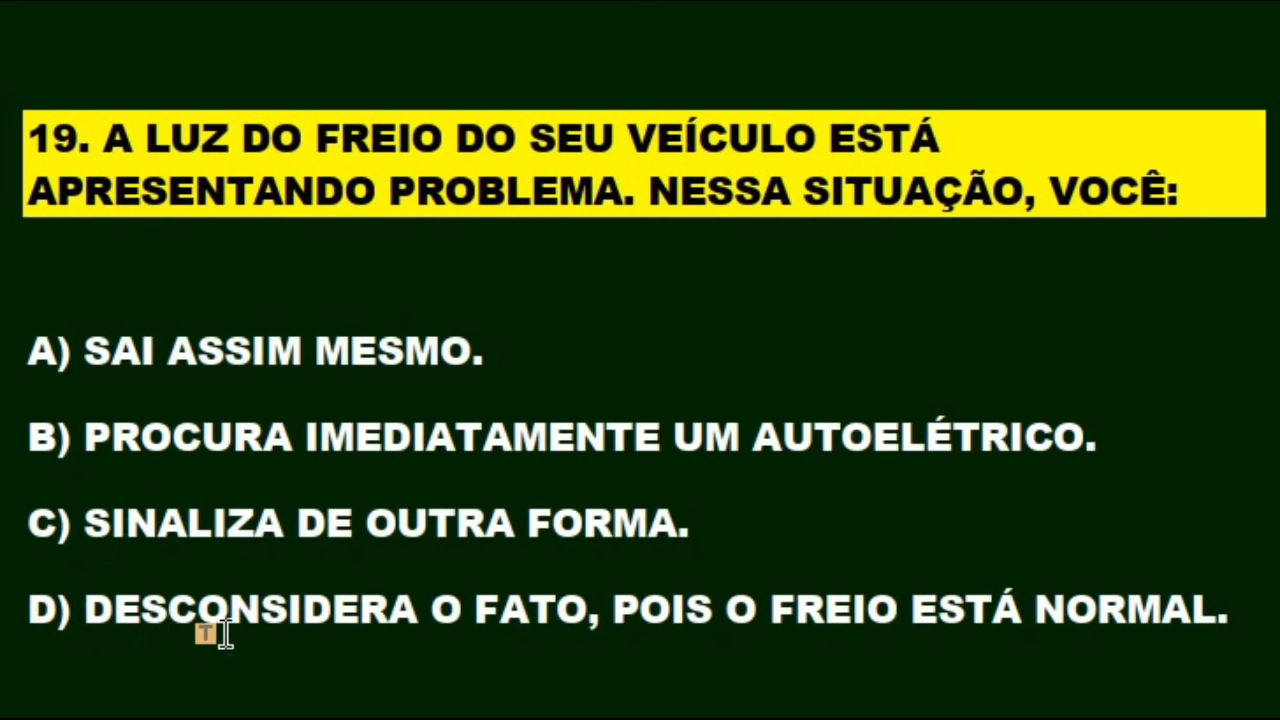 19. A LUZ DO FREIO DO SEU VEÍCULO ESTÁ
APRESENTANDO PROBLEMA. NESSA SITUAÇÃO, VOCÊ:
A) SAI ASSIM MESMO.
B) PROCURA IMEDIATAMENTE UM AUTOELÉTRICO.
C) SINALIZA DE OUTRA FORMA.
D) DESCONSIDERA O FATO, POIS O FREIO ESTÁ NORMAL.
T